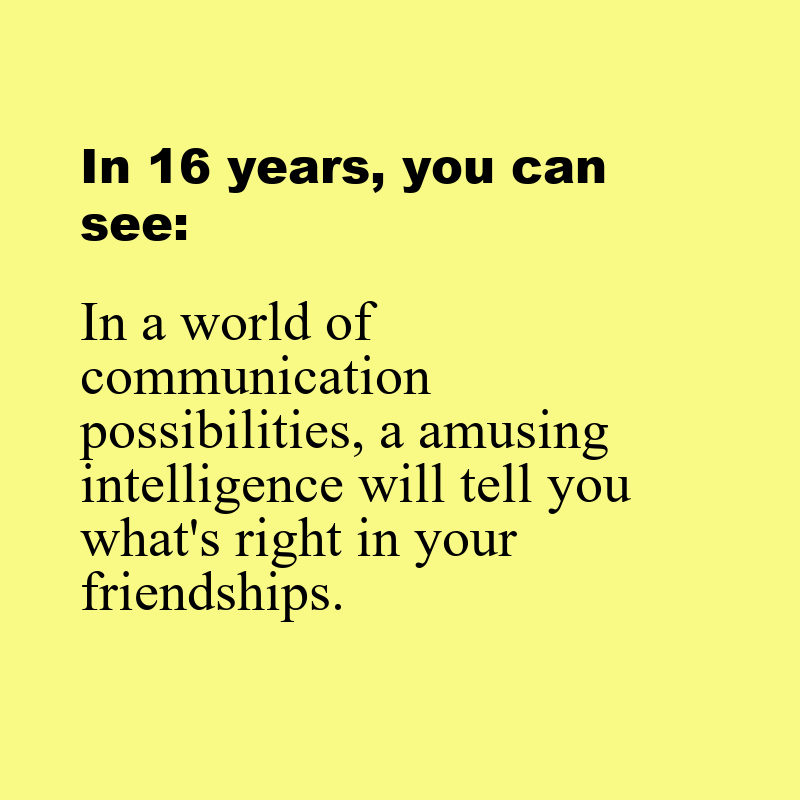 In 16 years, you can
see:
In a world of
communication
possibilities, a amusing
intelligence will tell you
what's right in your
friendships.